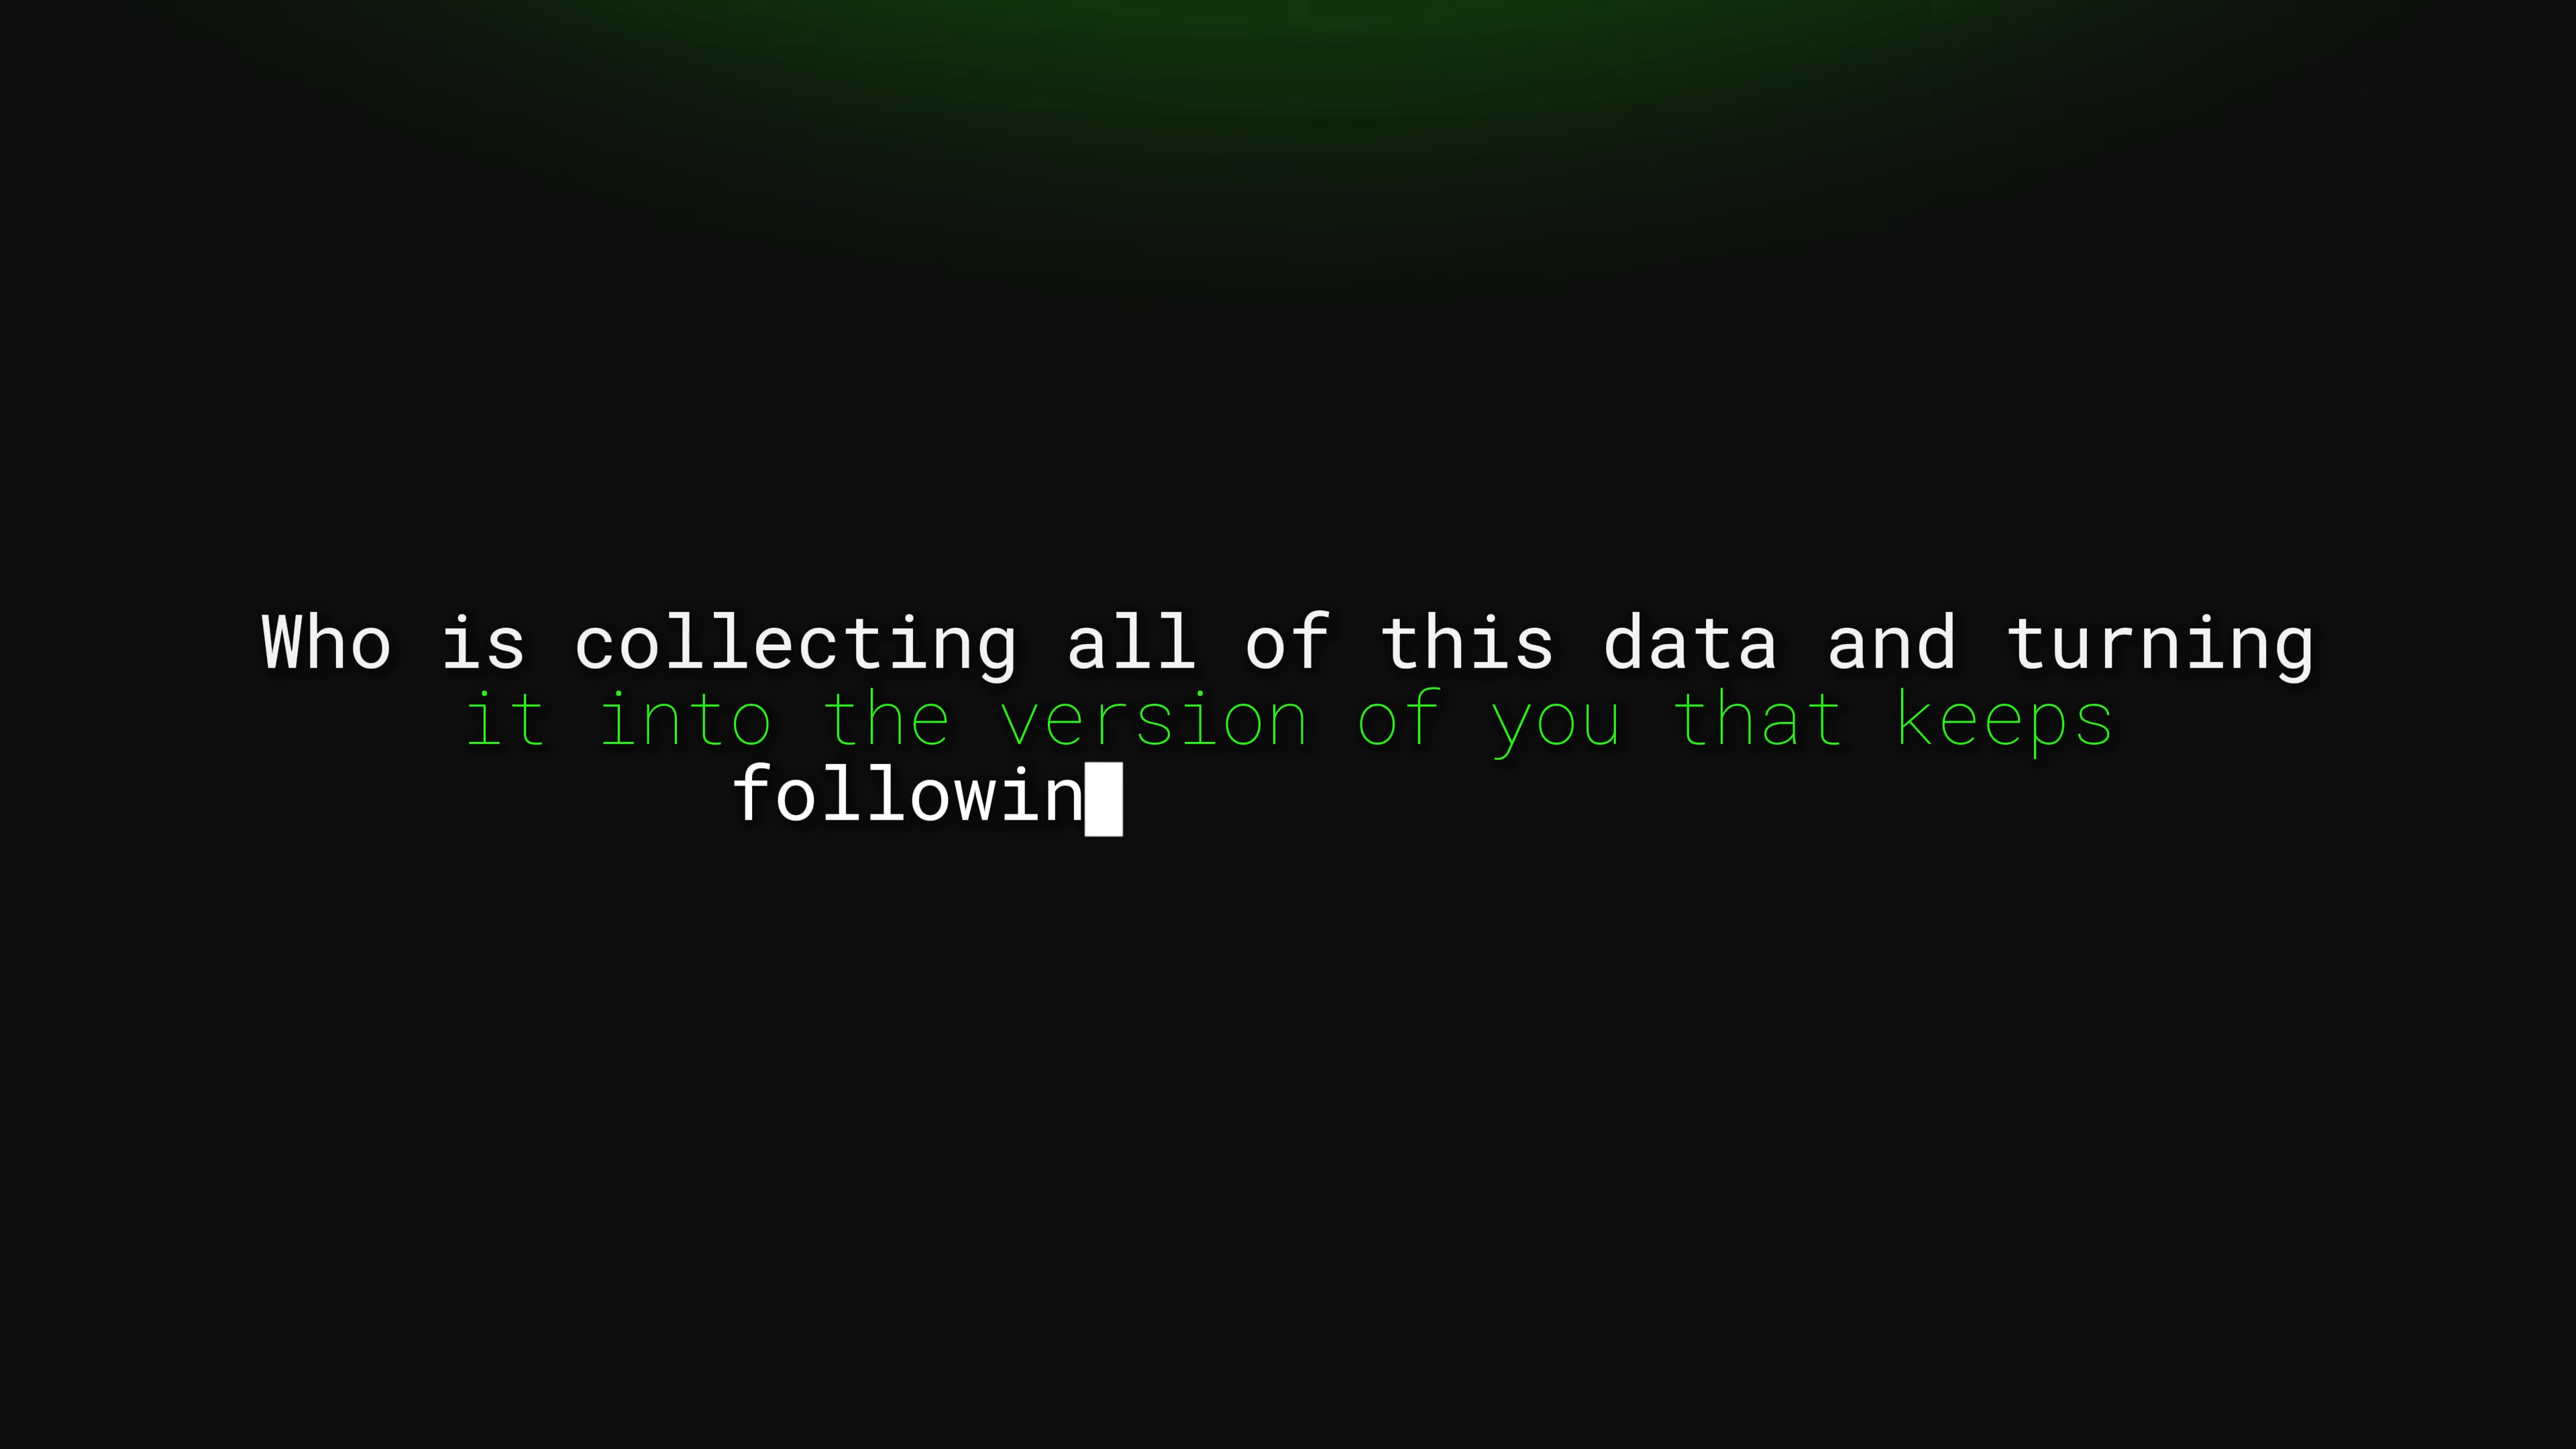 Who is collecting all of this data and turning
it into the version of you that keeps
followin